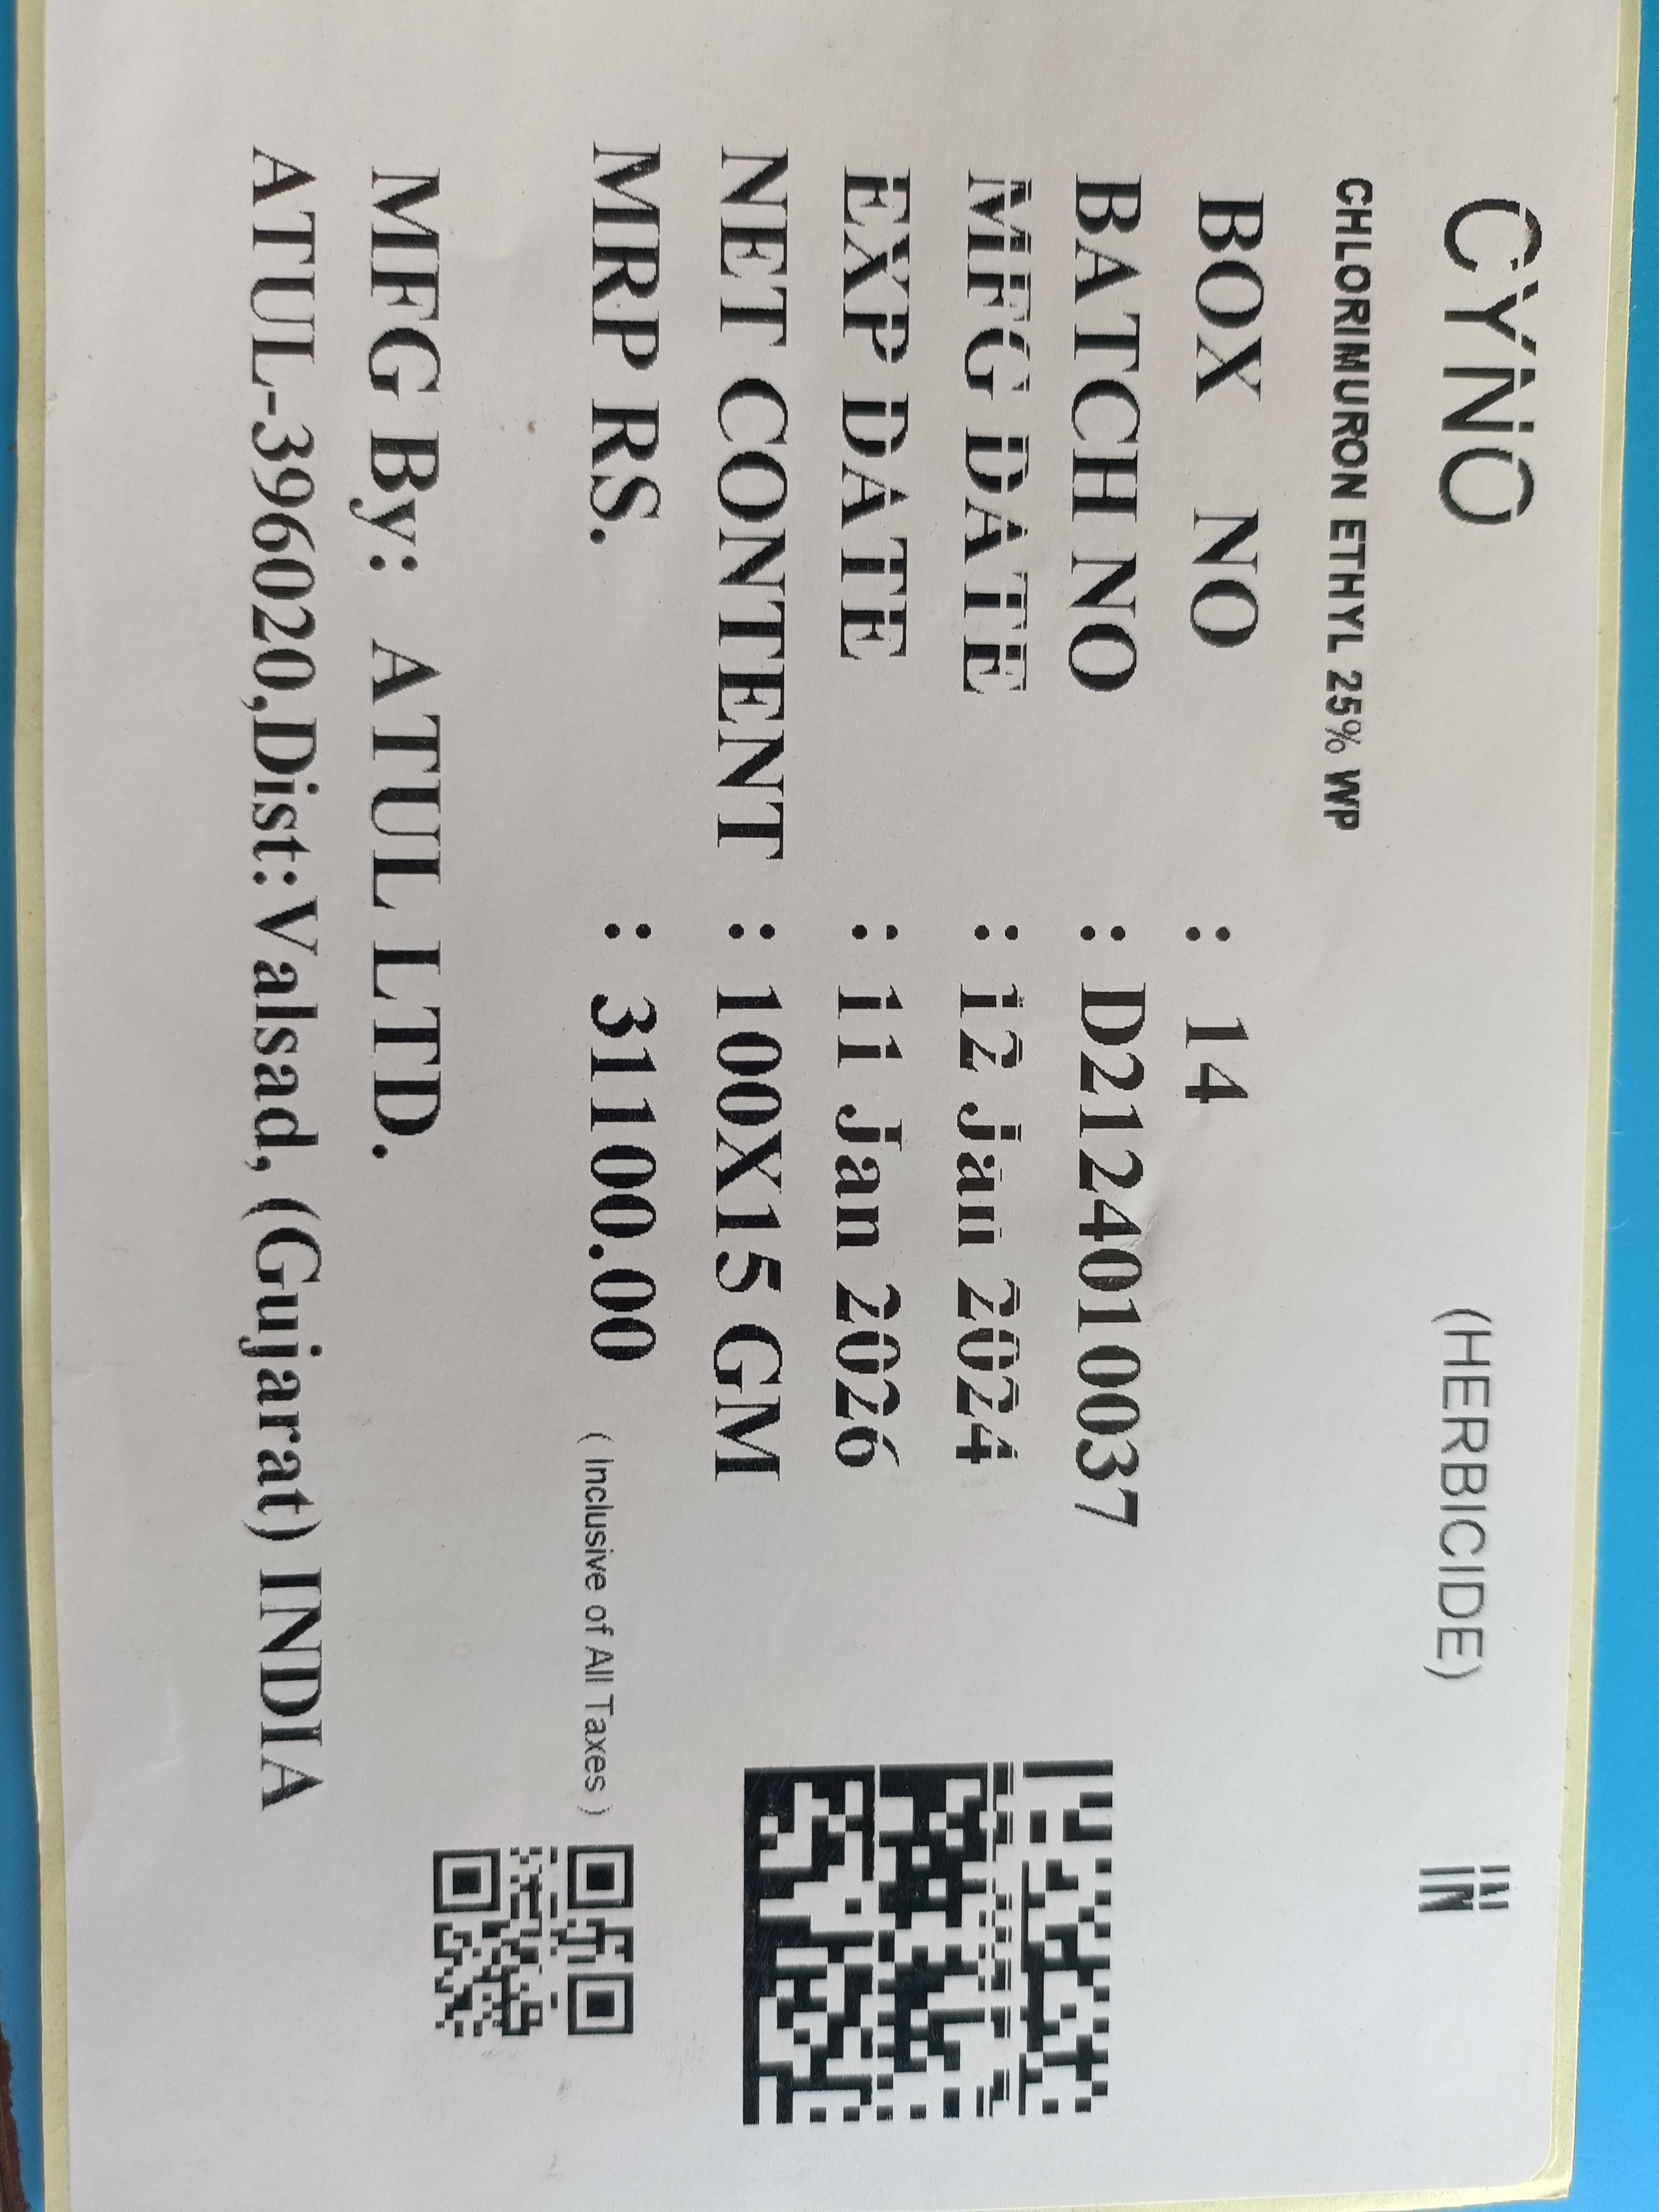 CYNO (HERBICIDE) IN
CHLORIMURON ETHYL 25% WP
BOX NO : 14
BATCH NO : D2124010037
MFG DATE : 12 Jan 2024
EXP DATE : 11 Jan 2026
NET CONTENT : 100X15 GM
MRP RS. : 31100.00 ( Inclusive of All Taxes )
MFG By: ATUL LTD.
ATUL-396020,Dist:Valsad, (Gujarat) INDIA